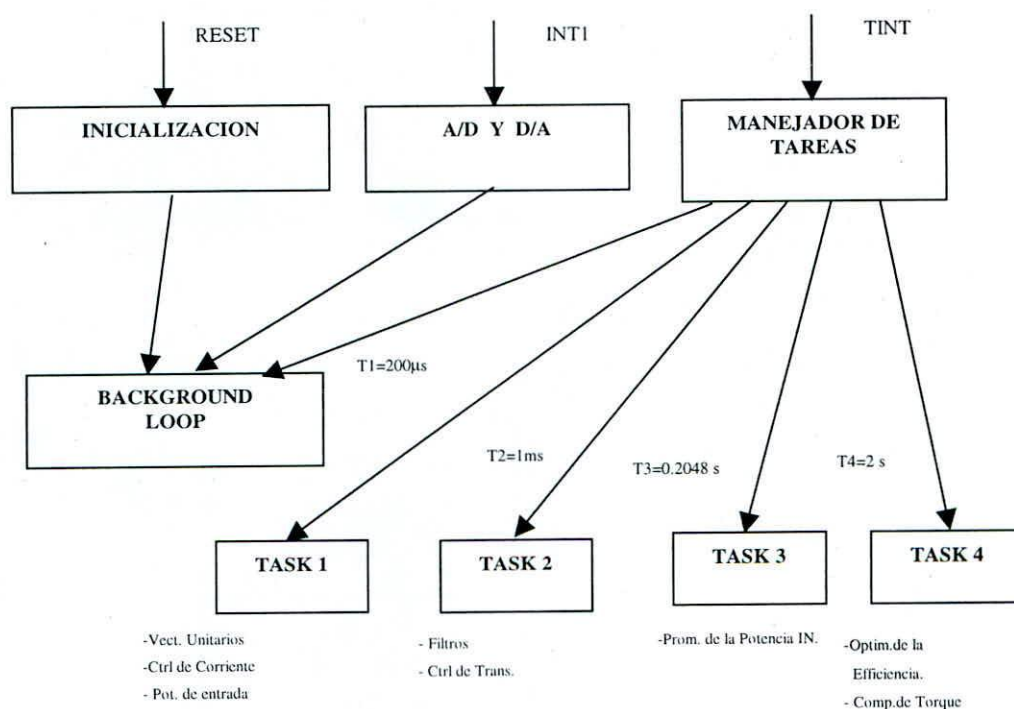 RESET
INT1
TINT
INICIALIZACION
A/D Y D/A
MANEJADOR DE
TAREAS
T1=200μs
BACKGROUND
LOOP
T2=1ms
T3=0.2048 s
T4=2 s
TASK 1
TASK 2
TASK 3
TASK 4
-Vect. Unitarios
-Ctrl de Corriente
- Pot. de entrada
- Filtros
- Ctrl de Trans.
-Prom. de la Potencia IN.
-Optim.de la
Efficiencia.
- Comp.de Torque